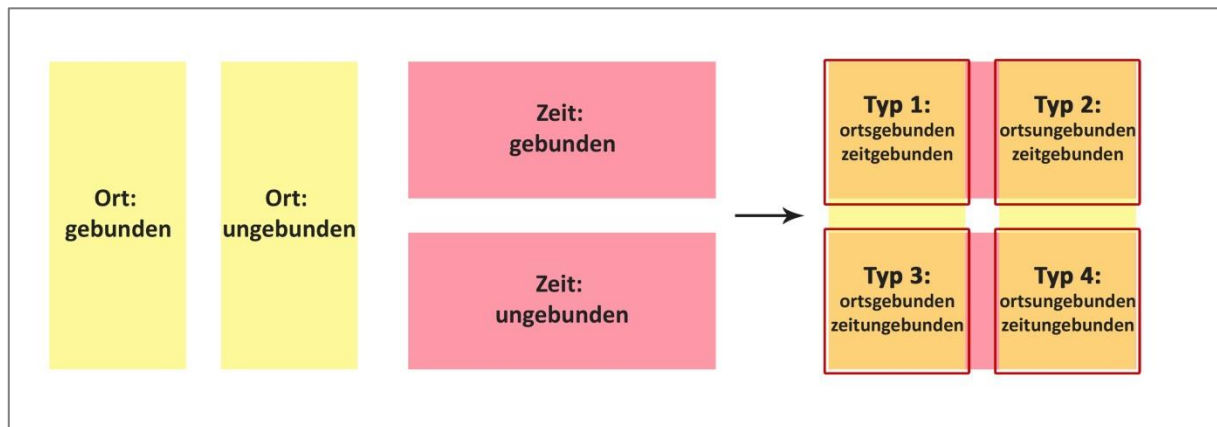 Ort:
gebunden
Ort:
ungebunden
Zeit:
gebunden
Zeit:
ungebunden
Typ 1:
ortsgebunden
zeitgebunden
Typ 2:
ortsungebunden
zeitgebunden
Typ 3:
ortsgebunden
zeitungebunden
Typ 4:
ortsungebunden
zeitungebunden